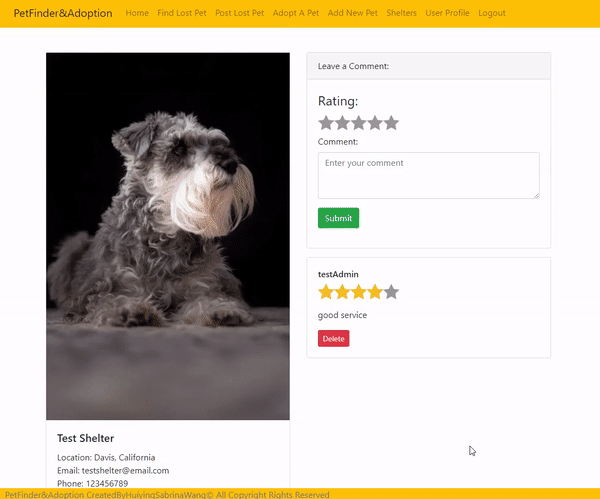 PetFinder&Adoption Home Find Lost Pet Post Lost Pet Adopt A Pet Add New Pet Shelters User Profile Logout
Leave a Comment:
Rating:
Comment:
Enter your comment
Submit
testAdmin
good service
Delete
Test Shelter
Location: Davis, California
Email: testshelter@email.com
Phone: 123456789
PetFinder&Adoption CreatedByHuiyingSabrinaWang© All Copyright Rights Reserved